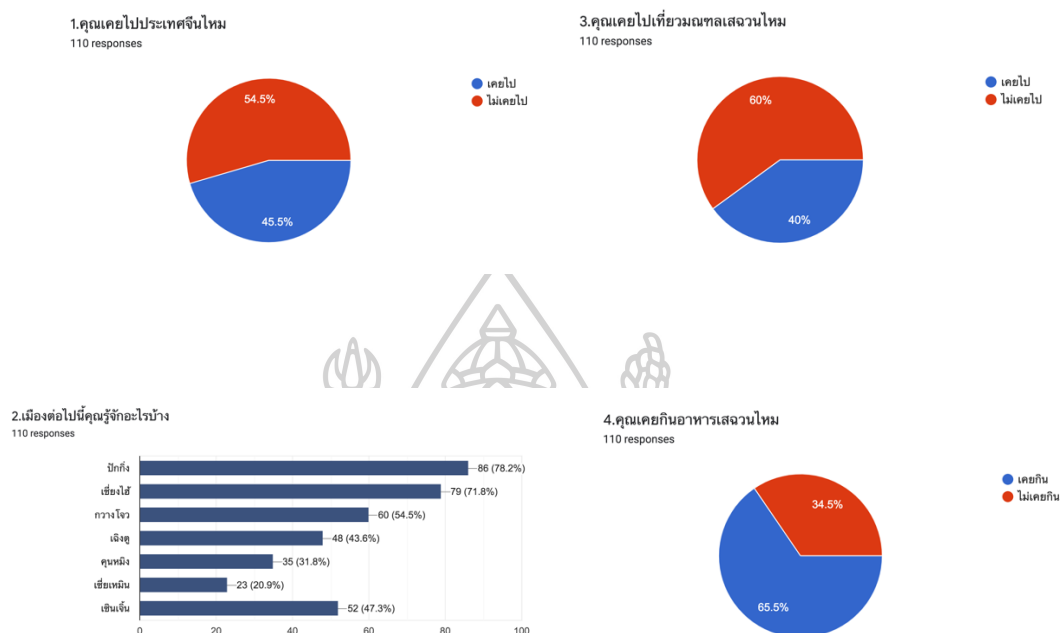 1.คุณเคยไปประเทศจีนไหม
110 responses
เคยไป
ไม่เคยไป
54.5%
45.5%
3.คุณเคยไปเที่ยวมณฑลเสฉวนไหม
110 responses
เคยไป
ไม่เคยไป
60%
40%
2.เมืองต่อไปนี้คุณรู้จักอะไรบ้าง
110 responses
ปักกิ่ง
86 (78.2%)
เซี่ยงไฮ้
79 (71.8%)
กวางโจว
60 (54.5%)
เฉิงตู
48 (43.6%)
คุนหมิง
35 (31.8%)
เซี่ยเหมิน
23 (20.9%)
เซินเจิ้น
52 (47.3%)
0 20 40 60 80 100
4.คุณเคยกินอาหารเสฉวนไหม
110 responses
เคยกิน
ไม่เคยกิน
34.5%
65.5%